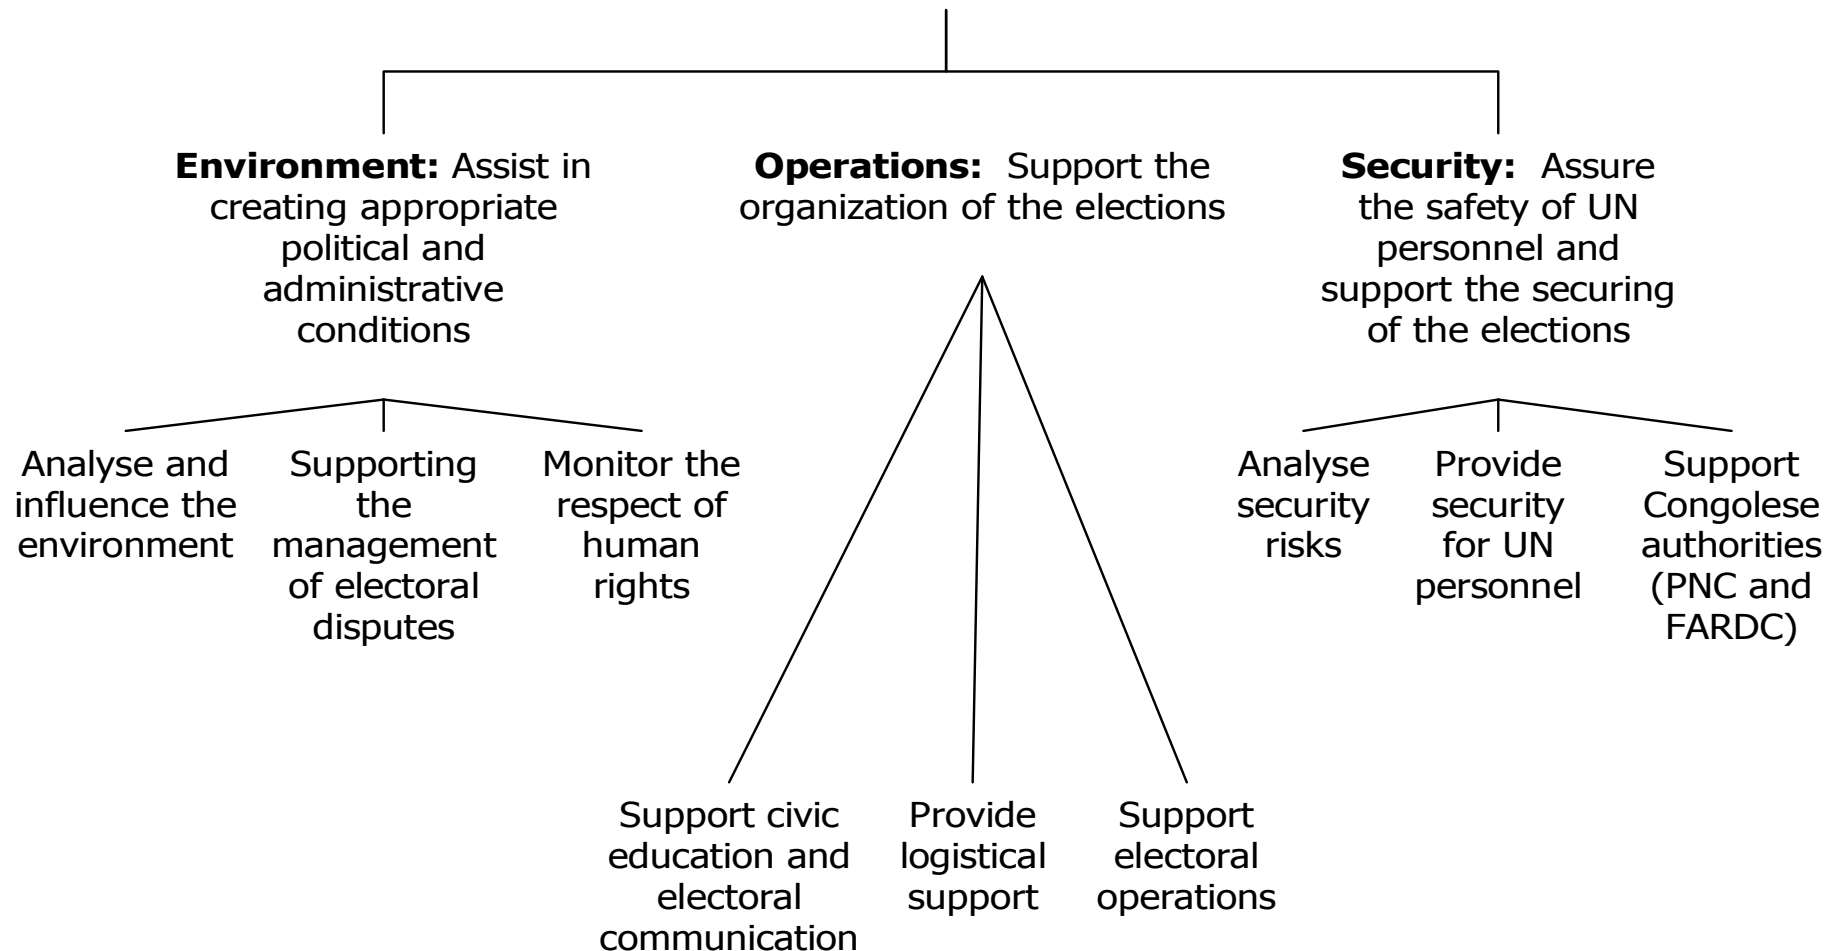 Environment: Assist in
creating appropriate
political and
administrative
conditions
Operations:  Support the
organization of the elections
Security:  Assure
the safety of UN
personnel and
support the securing
of the elections
Analyse and
influence the
environment
Supporting
the
management
of electoral
disputes
Monitor the
respect of
human
rights
Analyse
security
risks
Provide
security
for UN
personnel
Support
Congolese
authorities
(PNC and
FARDC)
Support civic
education and
electoral
communication
Provide
logistical
support
Support
electoral
operations